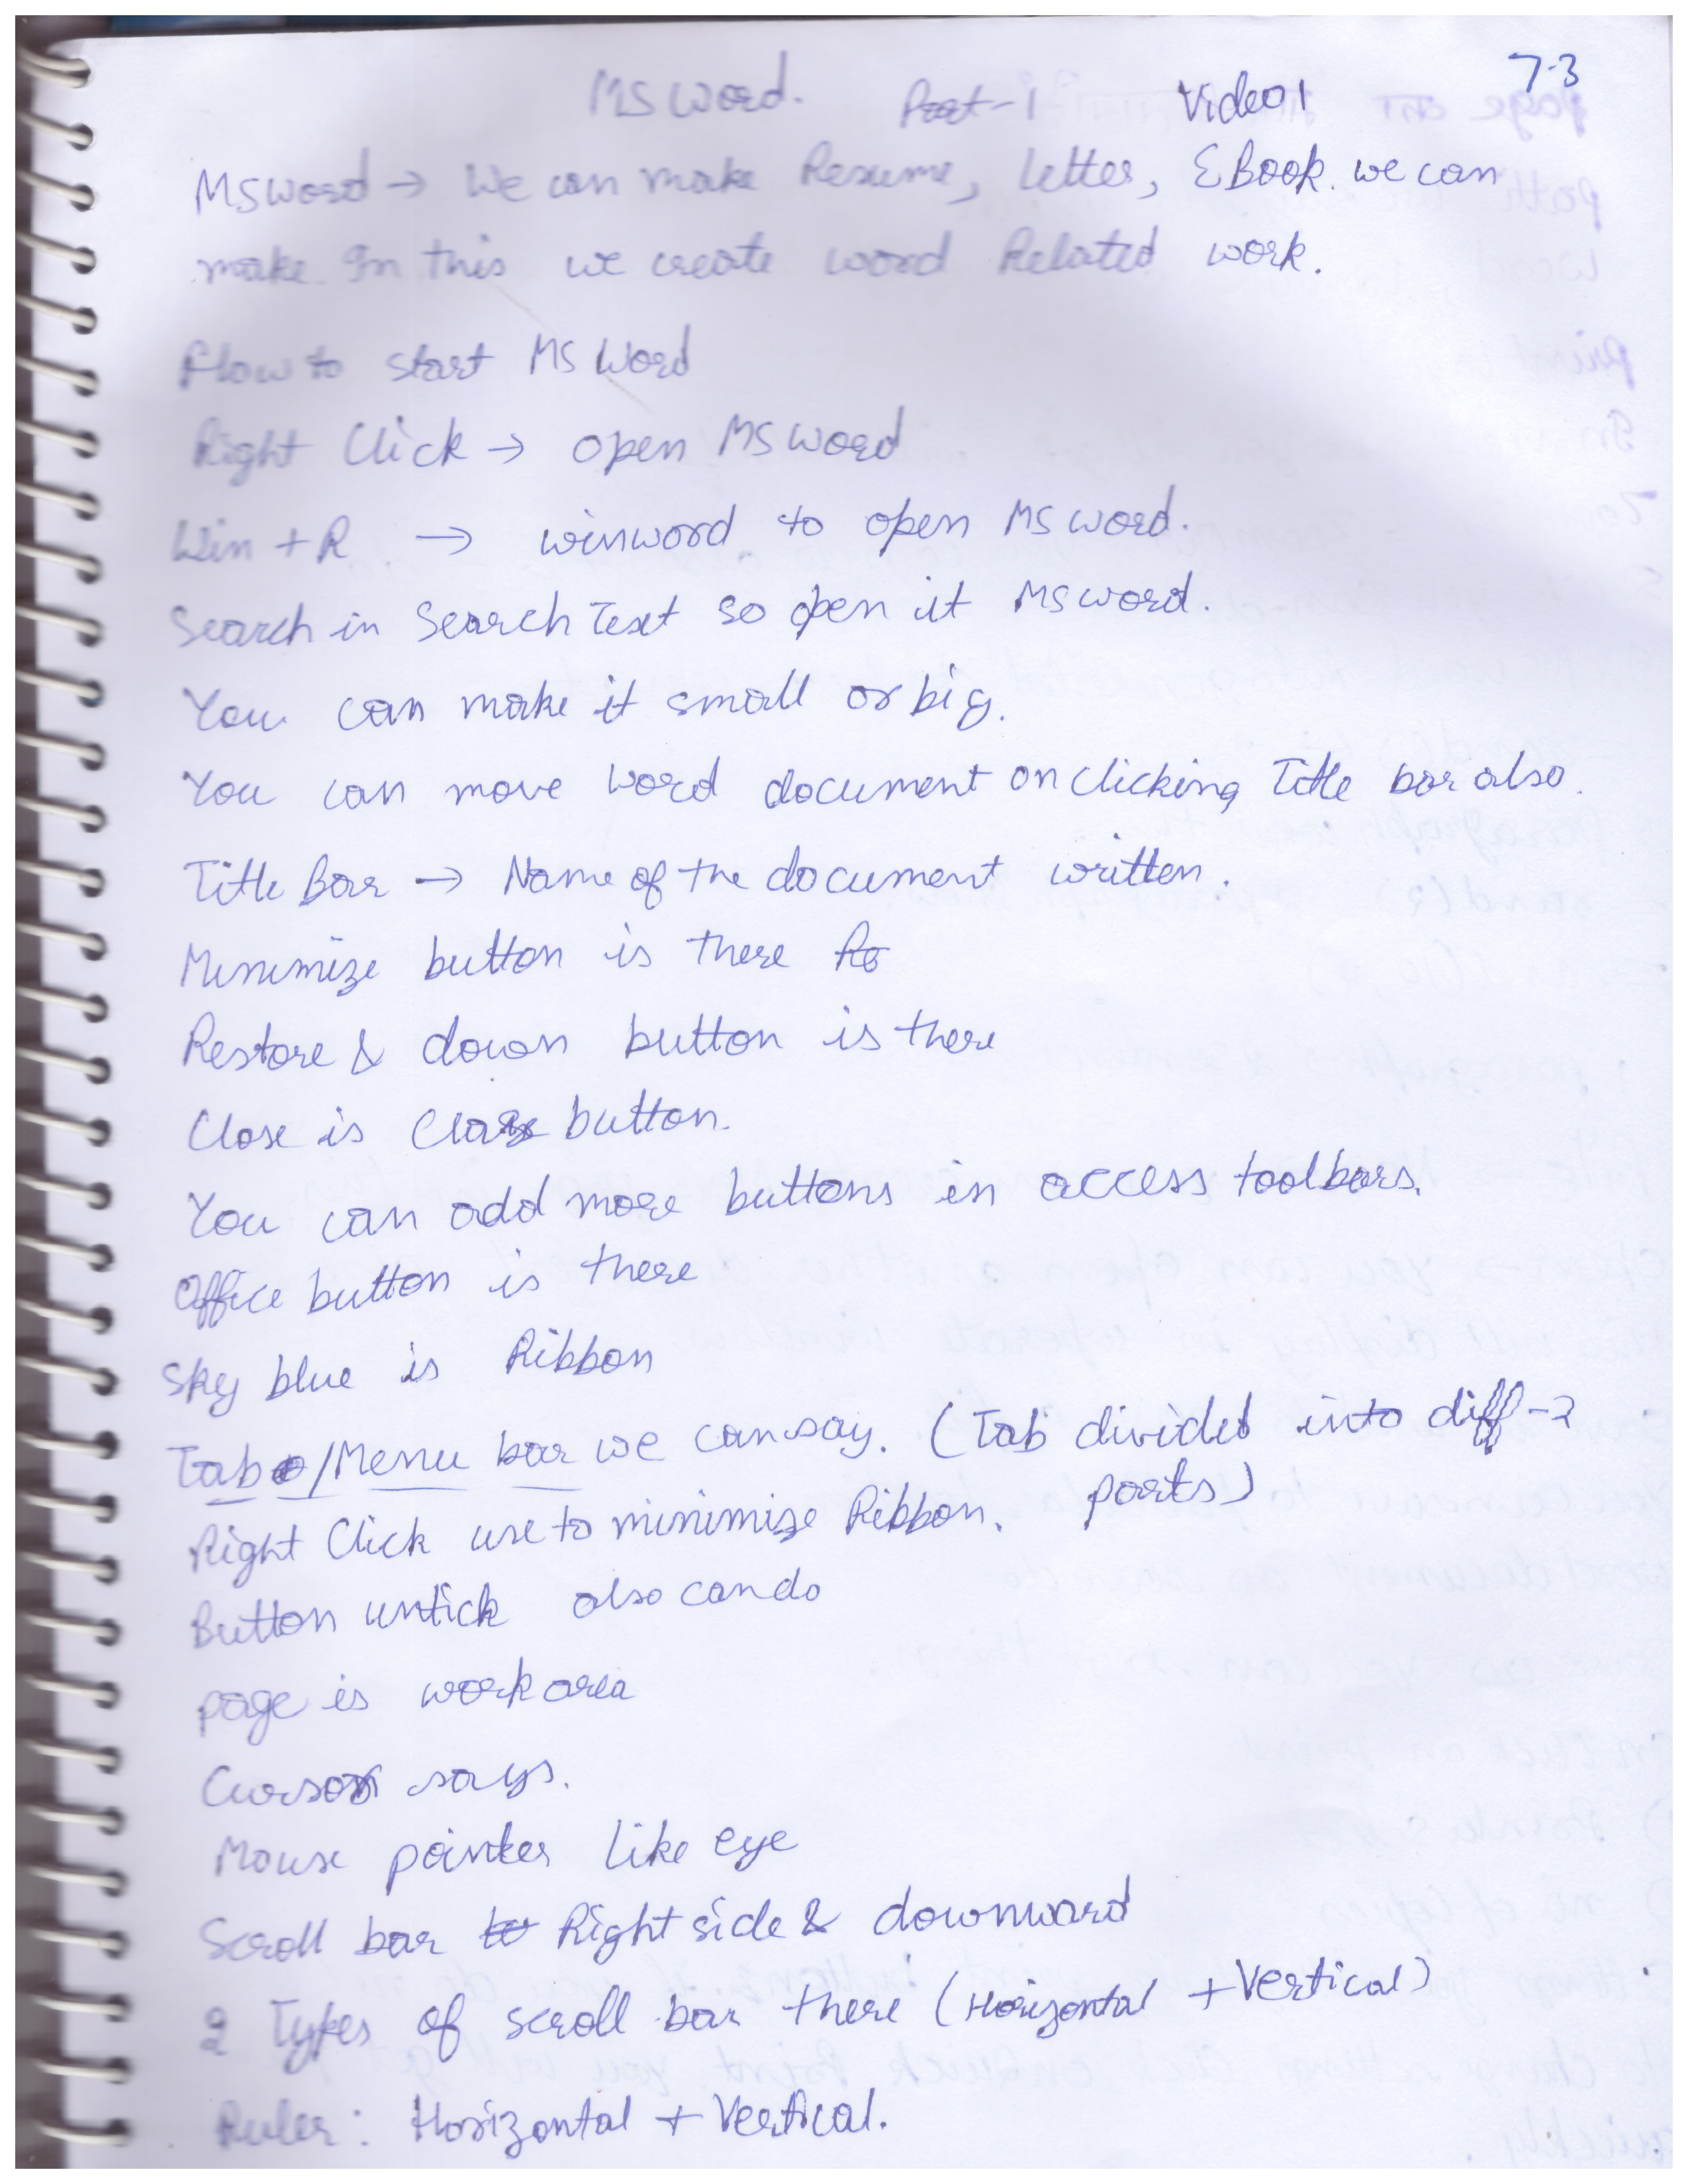 7.3
MS Word. Part-1 Video 1
MSWord → We can make Resume, letter, EBook. we can
make. In this we create word Related work.
How to start MS Word
Right Click → open MS Word
Win + R → winword to open MS word.
Search in Search Text so open it MS word.
You can make it small or big.
You can move word document on clicking Title bar also.
Title Bar → Name of the document written.
Minimize button is there
Restore & down button is there
Close is Close button.
You can add more buttons in access toolbars.
Office button is there
Sky blue is Ribbon
Tab /Menu bar we can say. (Tab divided into diff-2
parts)
Right Click use to minimise Ribbon.
Button untick also can do
page is work area
Cursor says.
Mouse pointer like eye
Scroll bar Right side & downward
2 Types of scroll bar there (Horizontal + Vertical)
Ruler: Horizontal + Vertical.